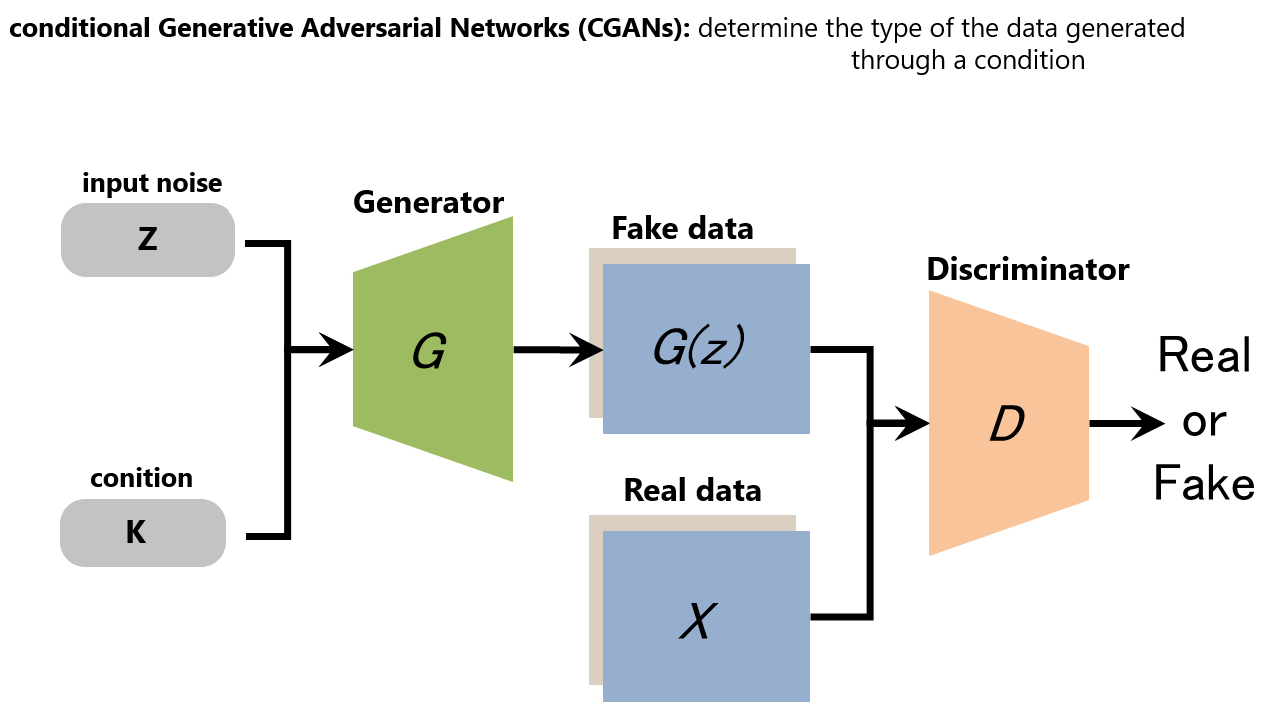 conditional Generative Adversarial Networks (CGANs): determine the type of the data generated
through a condition
input noise
Z
Generator
G
Fake data
G(z)
Discriminator
D
Real
or
Fake
conition
K
Real data
X